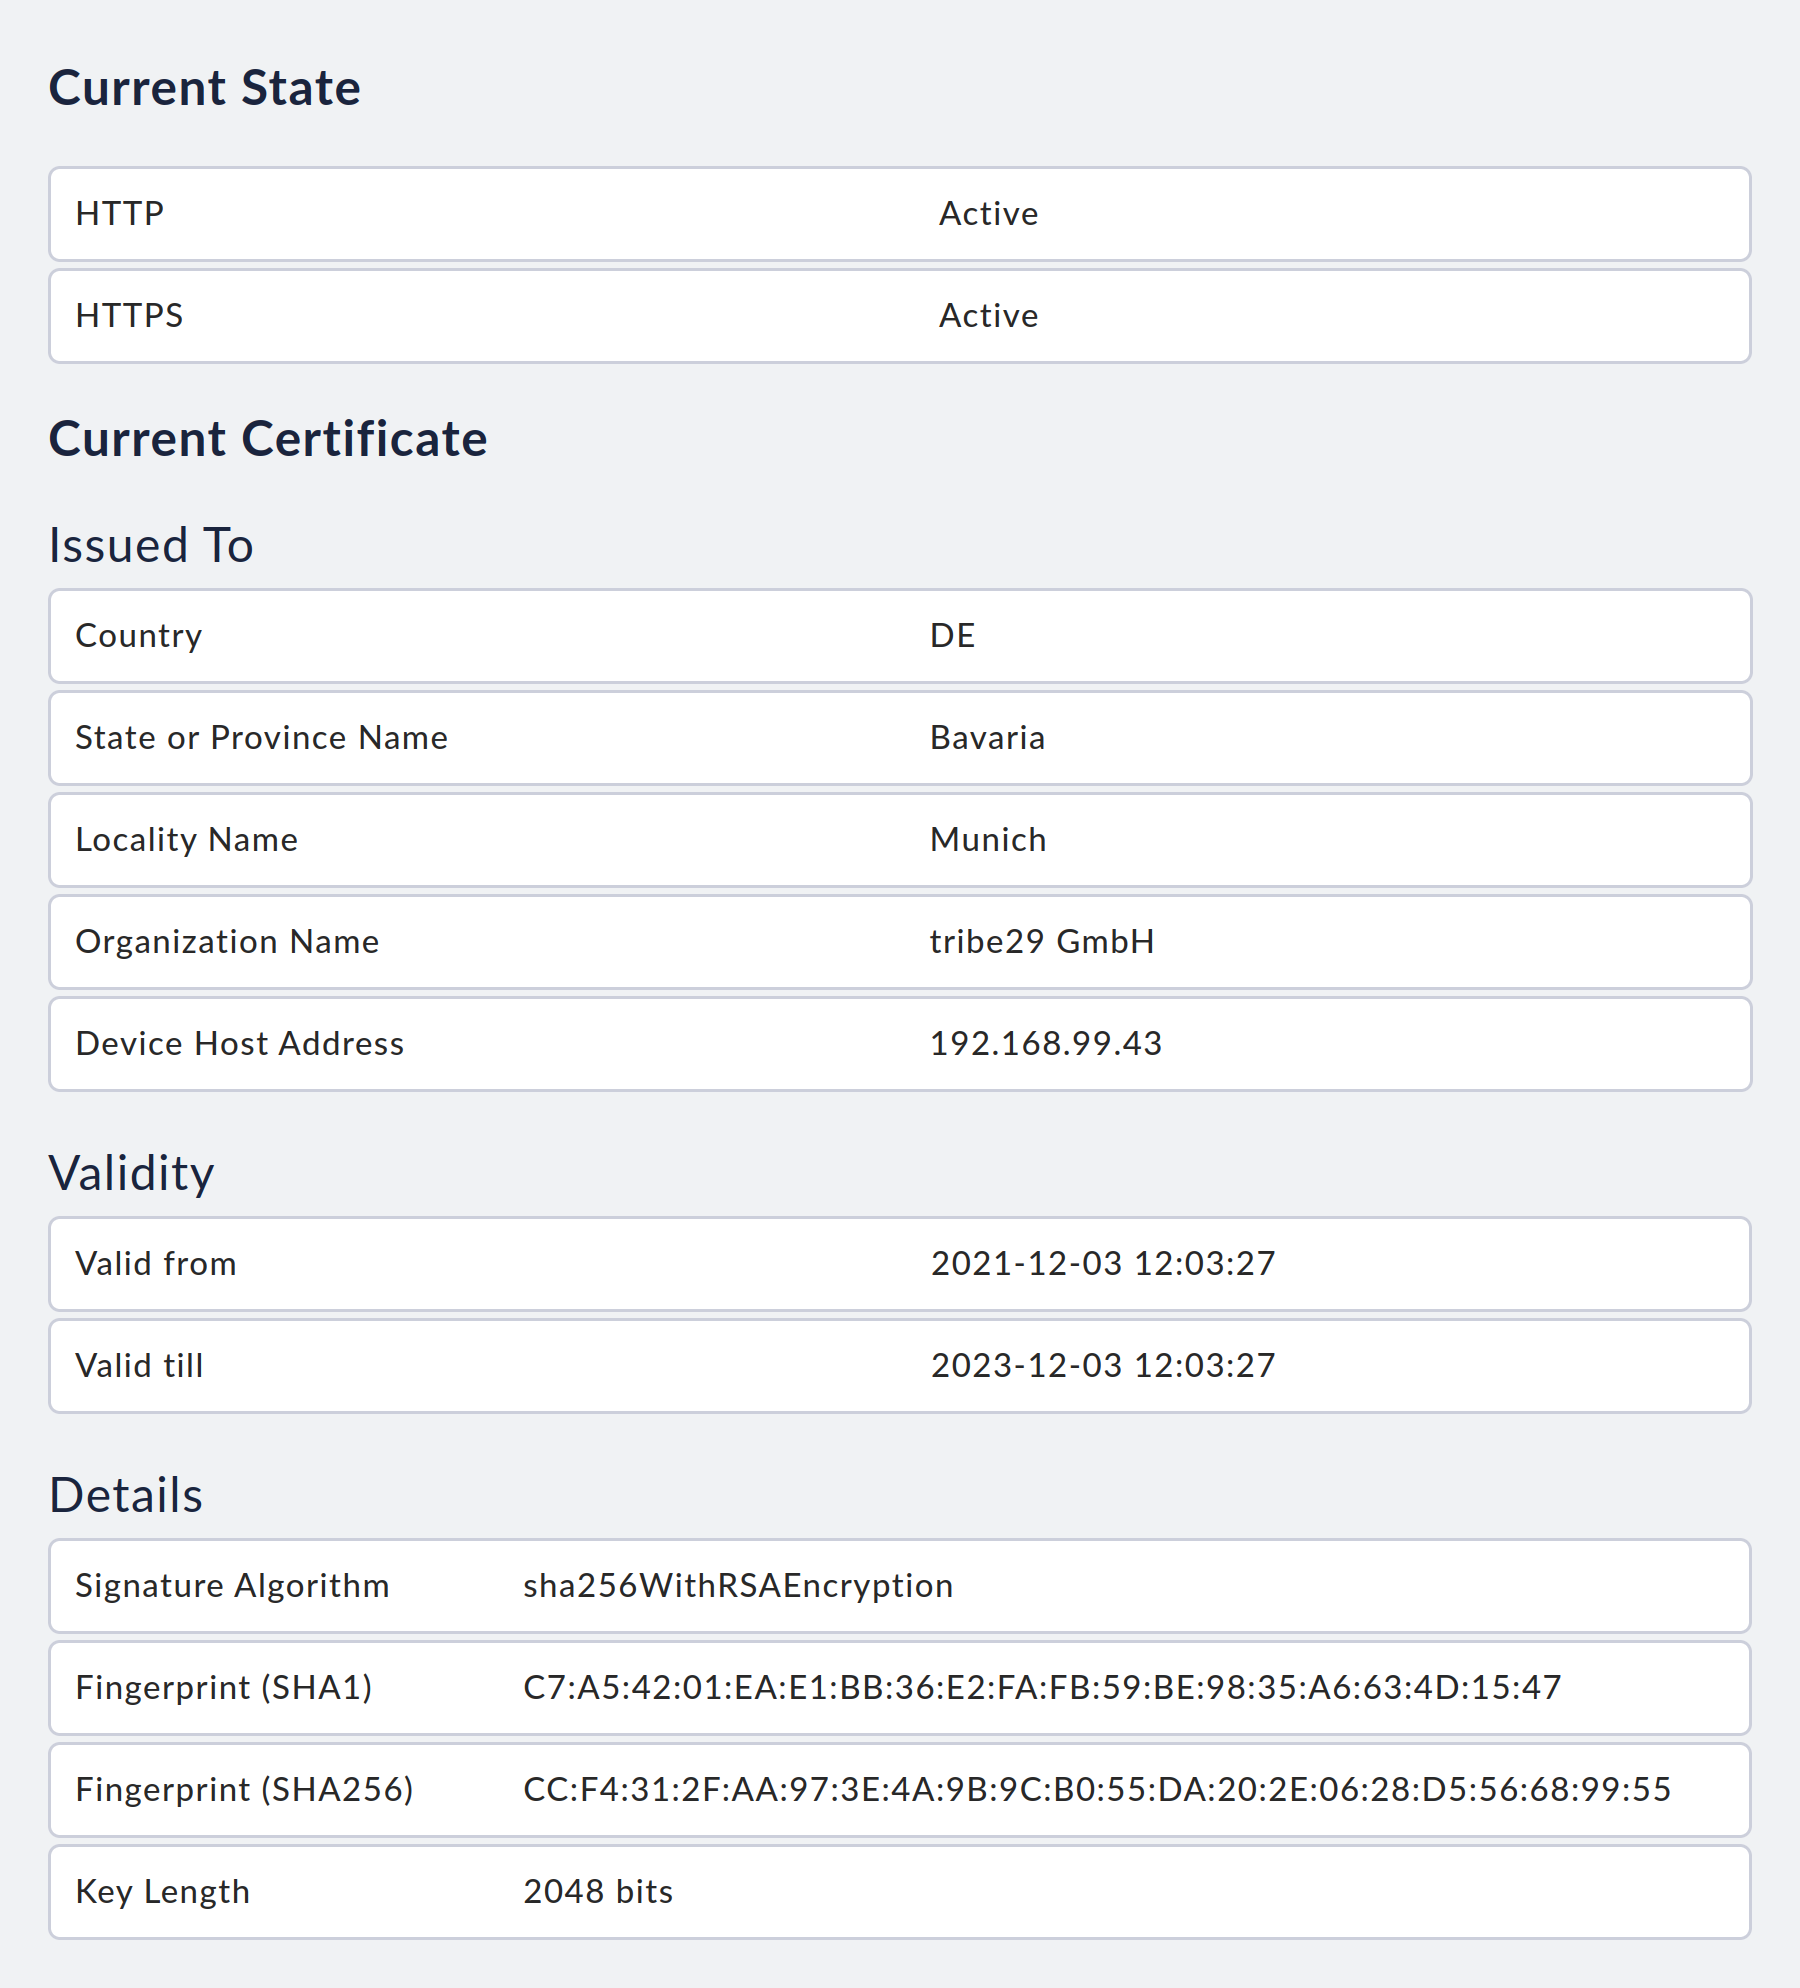 Current State
HTTP Active
HTTPS Active
Current Certificate
Issued To
Country DE
State or Province Name Bavaria
Locality Name Munich
Organization Name tribe29 GmbH
Device Host Address 192.168.99.43
Validity
Valid from 2021-12-03 12:03:27
Valid till 2023-12-03 12:03:27
Details
Signature Algorithm sha256WithRSAEncryption
Fingerprint (SHA1) C7:A5:42:01:EA:E1:BB:36:E2:FA:FB:59:BE:98:35:A6:63:4D:15:47
Fingerprint (SHA256) CC:F4:31:2F:AA:97:3E:4A:9B:9C:B0:55:DA:20:2E:06:28:D5:56:68:99:55
Key Length 2048 bits